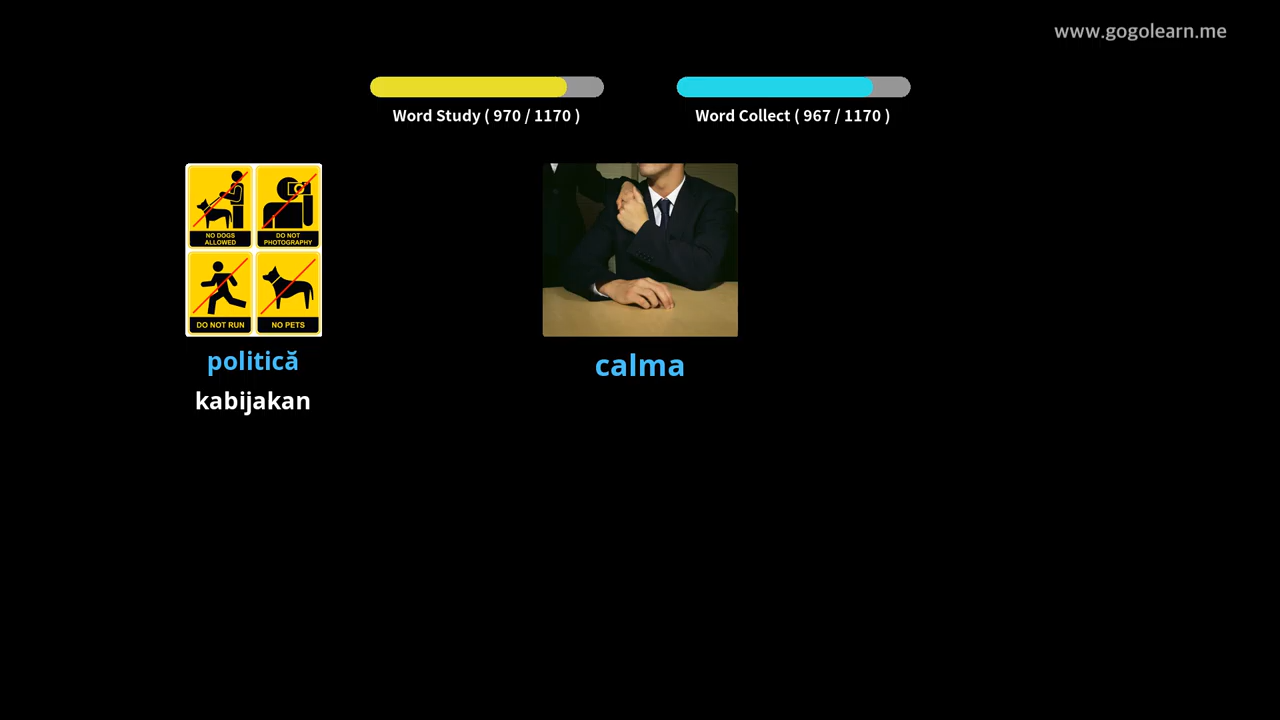 www.gogolearn.me
Word Study ( 970 / 1170 )
Word Collect ( 967 / 1170 )
NO DOGS
ALLOWED
DO NOT
PHOTOGRAPHY
DO NOT RUN
NO PETS
politică
kabijakan
calma